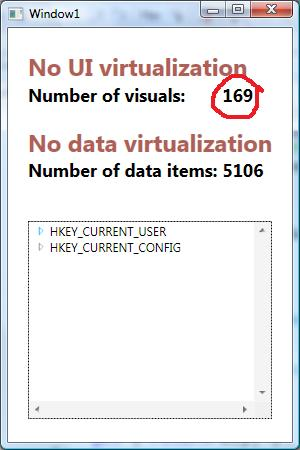 Window1
No UI virtualization
Number of visuals: 169
No data virtualization
Number of data items: 5106
HKEY_CURRENT_USER
HKEY_CURRENT_CONFIG